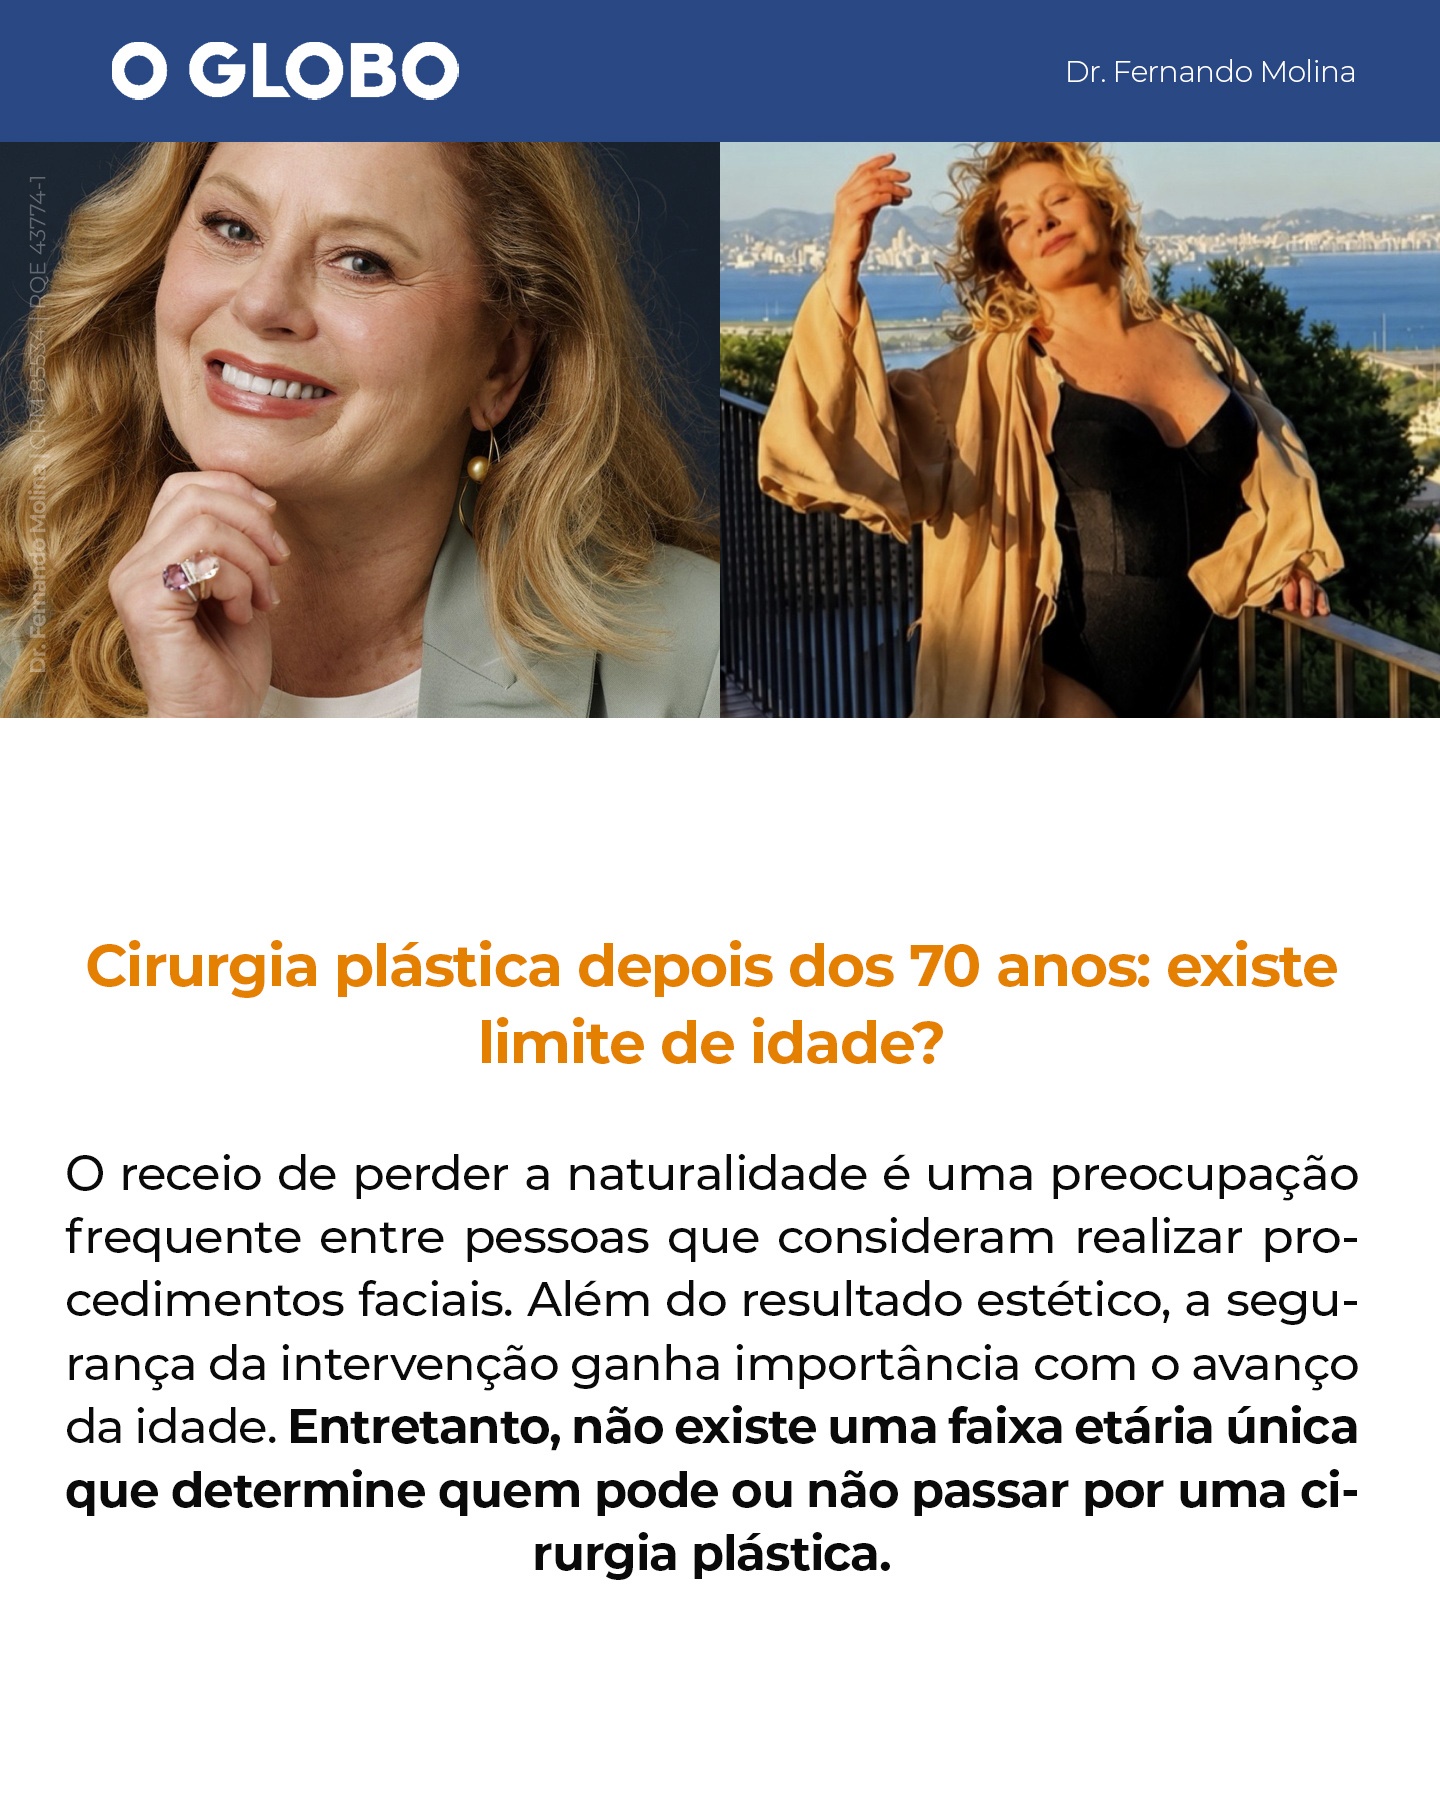 O GLOBO
Dr. Fernando Molina
Dr. Fernando Molina | CRM 85534 | RQE 43774-1
Cirurgia plástica depois dos 70 anos: existe
limite de idade?
O receio de perder a naturalidade é uma preocupação
frequente entre pessoas que consideram realizar pro-
cedimentos faciais. Além do resultado estético, a segu-
rança da intervenção ganha importância com o avanço
da idade. Entretanto, não existe uma faixa etária única
que determine quem pode ou não passar por uma ci-
rurgia plástica.